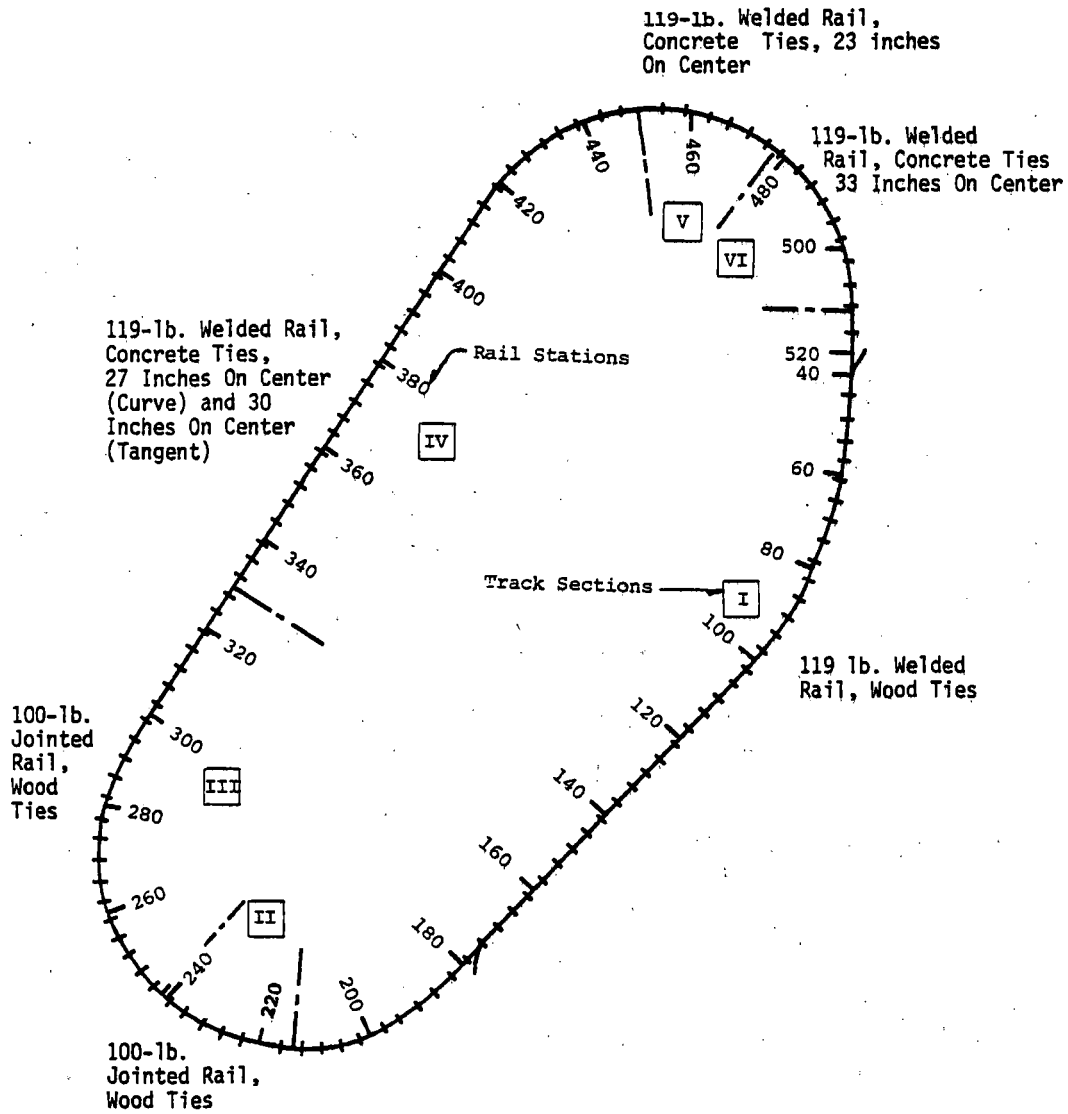 119-lb. Welded Rail,
Concrete Ties, 23 inches
On Center
119-lb. Welded
Rail, Concrete Ties
33 Inches On Center
440
460
480
420
500
V
VI
400
119-lb. Welded Rail,
Concrete Ties,
27 Inches On Center
(Curve) and 30
Inches On Center
(Tangent)
Rail Stations
380
520
40
IV
360
60
340
80
Track Sections
I
320
100
119 lb. Welded
Rail, Wood Ties
100-lb.
Jointed
Rail,
Wood
Ties
300
120
III
280
140
160
260
II
180
240
220
200
100-lb.
Jointed Rail,
Wood Ties